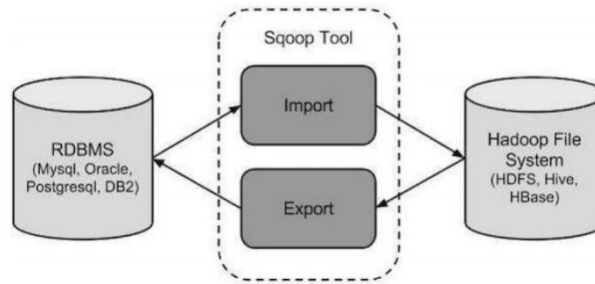 Sqoop Tool
Import
RDBMS
(Mysql, Oracle,
Postgresql, DB2)
Hadoop File
System
(HDFS, Hive,
HBase)
Export